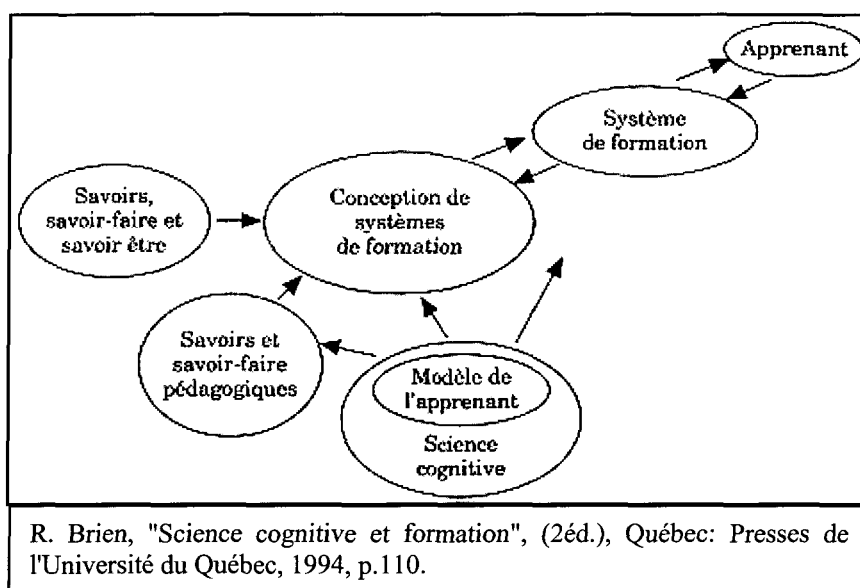 Apprenant
Système
de formation
Conception de
systèmes
de formation
Savoirs,
savoir-faire et
savoir être
Savoirs et
savoir-faire
pédagogiques
Modèle de
l'apprenant
Science
cognitive
R. Brien, "Science cognitive et formation", (2éd.), Québec: Presses de
l'Université du Québec, 1994, p.110.